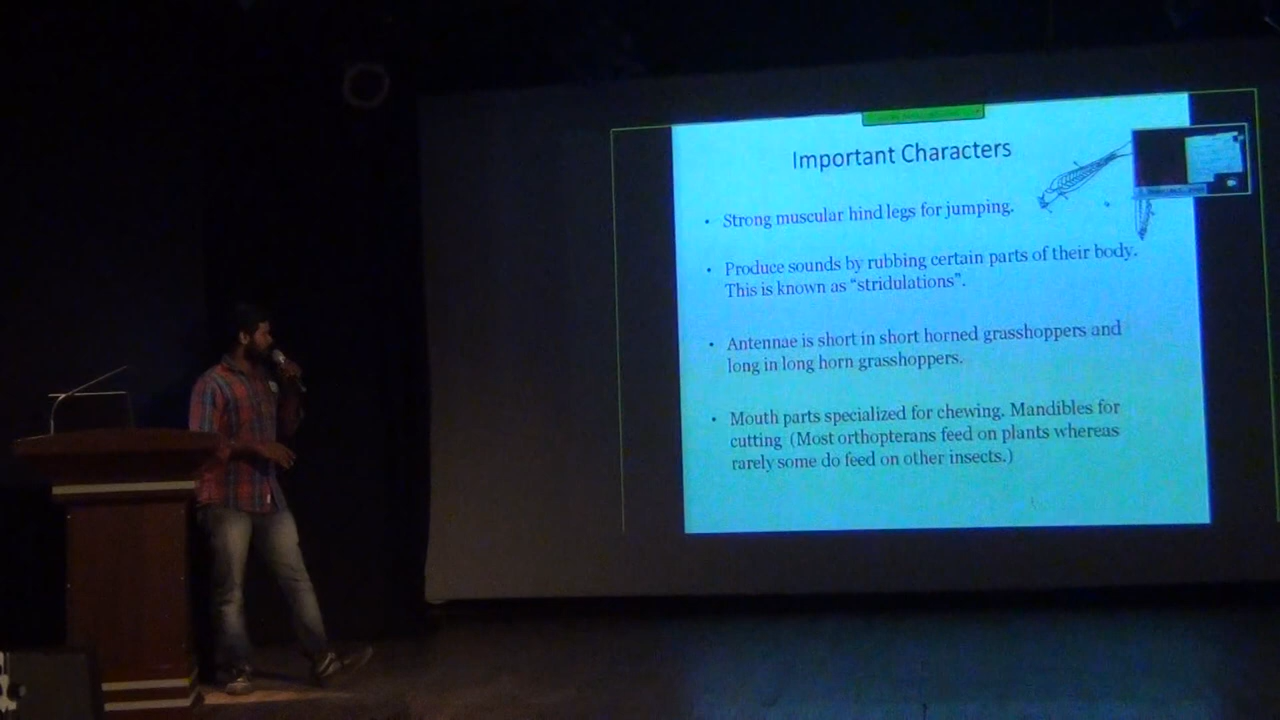 Important Characters
• Strong muscular hind legs for jumping.
• Produce sounds by rubbing certain parts of their body.
This is known as “stridulations”.
• Antennae is short in short horned grasshoppers and
long in long horn grasshoppers.
• Mouth parts specialized for chewing. Mandibles for
cutting (Most orthopterans feed on plants whereas
rarely some do feed on other insects.)